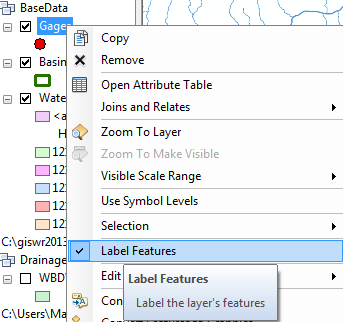 BaseData
Gages
Copy
Remove
Basin
Open Attribute Table
Joins and Relates
Wate
<a
Zoom To Layer
H
Zoom To Make Visible
12
Visible Scale Range
12
Use Symbol Levels
12
12
Selection
12
C:\giswr2013
Label Features
Drainage
Edit
WBD
Label Features
Label the layer's features
Con
C:\Users\Ma